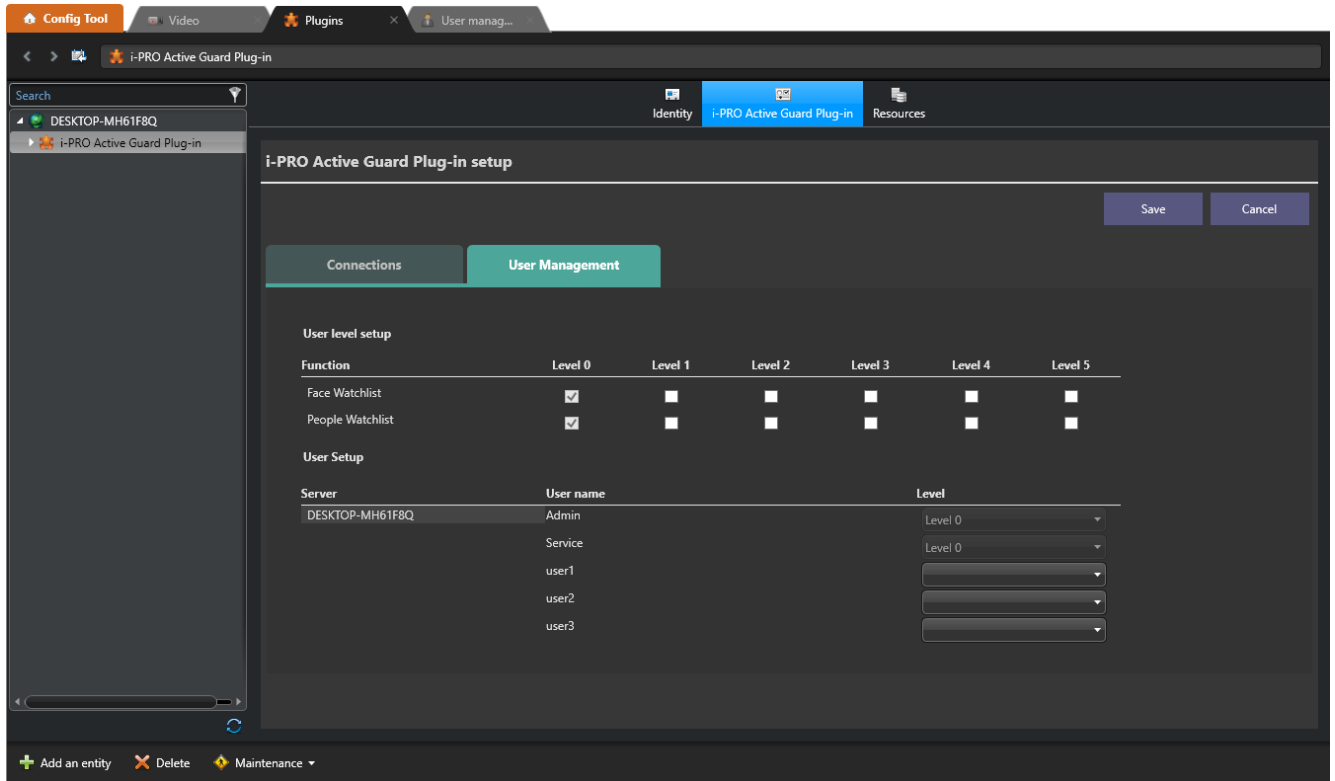 Config Tool Video Plugins User manag...
i-PRO Active Guard Plug-in
Search
DESKTOP-MH61F8Q
i-PRO Active Guard Plug-in
Identity i-PRO Active Guard Plug-in Resources
i-PRO Active Guard Plug-in setup
Save Cancel
Connections User Management
User level setup
Function Level 0 Level 1 Level 2 Level 3 Level 4 Level 5
Face Watchlist
People Watchlist
User Setup
Server User name Level
DESKTOP-MH61F8Q Admin Level 0
Service Level 0
user1
user2
user3
Add an entity Delete Maintenance